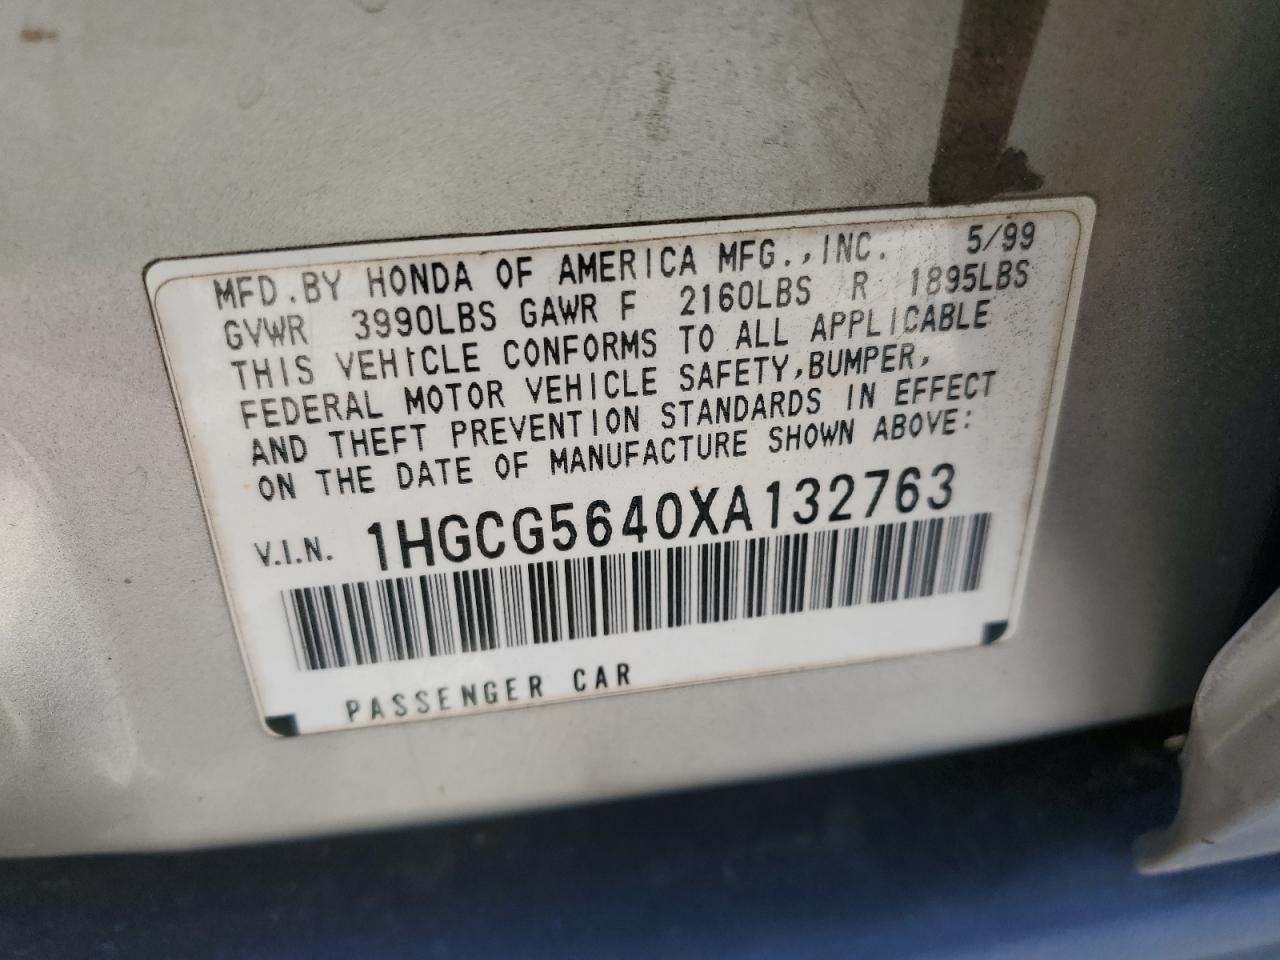 MFD.BY HONDA OF AMERICA MFG.,INC. 5/99
GVWR 3990LBS GAWR F 2160LBS R 1895LBS
THIS VEHICLE CONFORMS TO ALL APPLICABLE
FEDERAL MOTOR VEHICLE SAFETY,BUMPER,
AND THEFT PREVENTION STANDARDS IN EFFECT
ON THE DATE OF MANUFACTURE SHOWN ABOVE:
V.I.N. 1HGCG5640XA132763
PASSENGER CAR